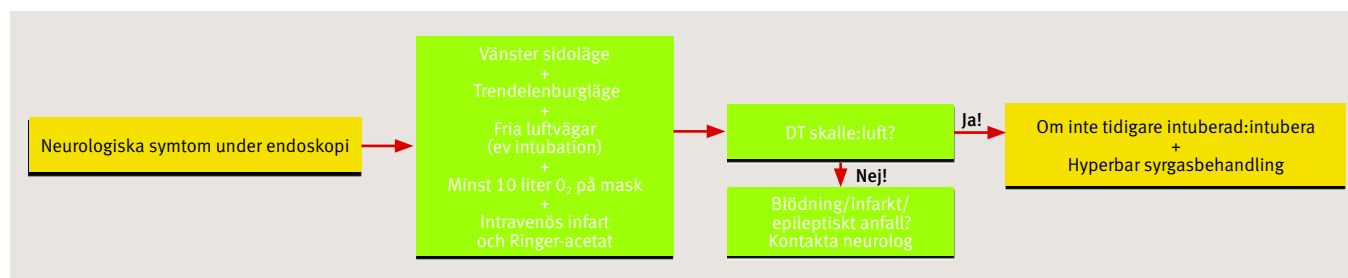 Neurologiska symtom under endoskopi
Vänster sidoläge
+
Trendelenburgläge
+
Fria luftvägar
(ev intubation)
+
Minst 10 liter O₂ på mask
+
Intravenös infart
och Ringer-acetat
DT skalle:luft?
Ja!
Om inte tidigare intuberad:intubera
+
Hyperbar syrgasbehandling
Nej!
Blödning/infarkt/
epileptiskt anfall?
Kontakta neurolog